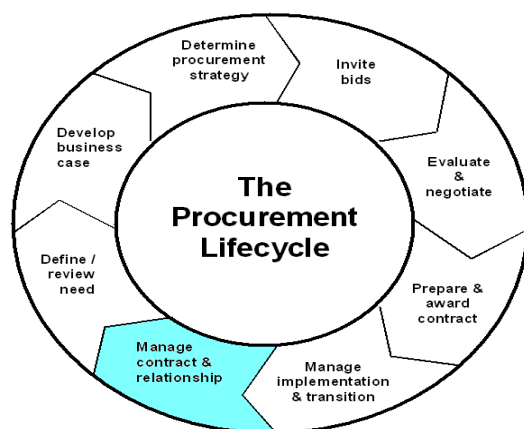 Determine
procurement
strategy
Invite
bids
Evaluate
&
negotiate
Prepare &
award
contract
Manage
implementation
& transition
Manage
contract &
relationship
Define /
review
need
Develop
business
case
The
Procurement
Lifecycle